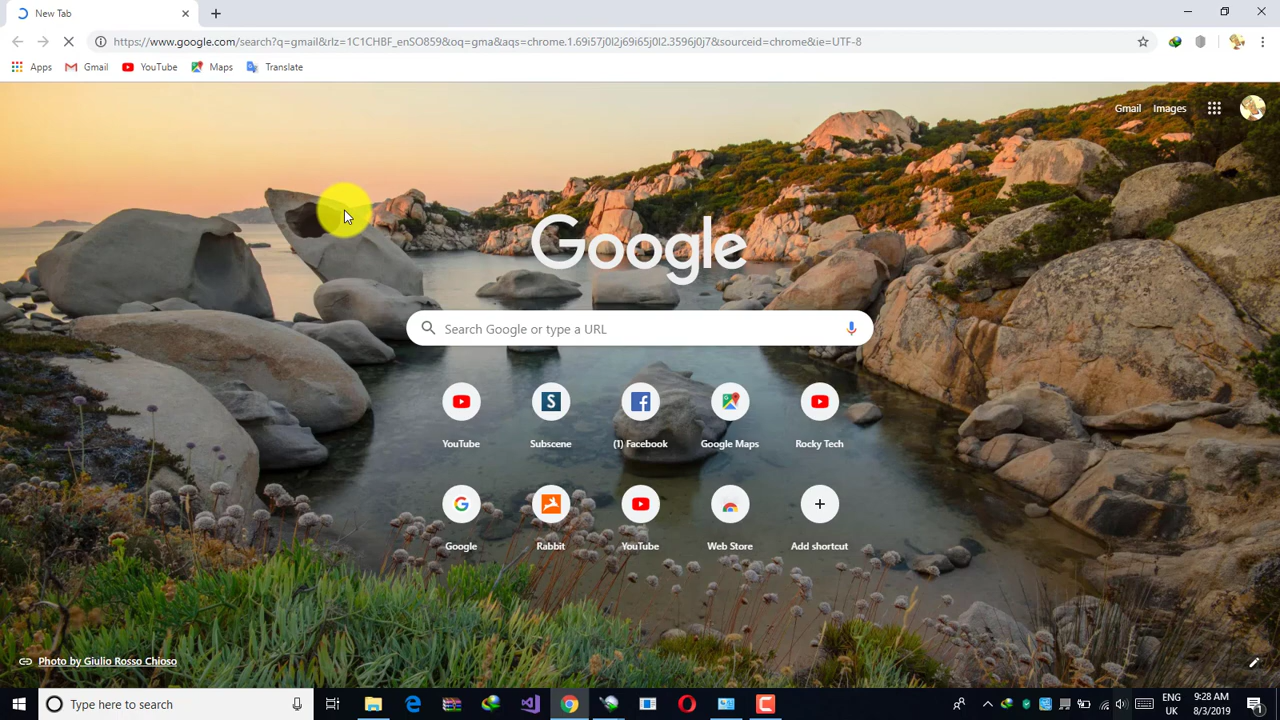 New Tab
https://www.google.com/search?q=gmail&rlz=1C1CHBF_enSO859&oq=gma&aqs=chrome.1.69i57j0l2j69i65j0l2.3596j0j7&sourceid=chrome&ie=UTF-8
Apps Gmail YouTube Maps Translate
Gmail Images
Google
Search Google or type a URL
YouTube Subscene (1) Facebook Google Maps Rocky Tech
Google Rabbit YouTube Web Store Add shortcut
Photo by Giulio Rosso Chioso
Type here to search
ENG
UK
9:28 AM
8/3/2019